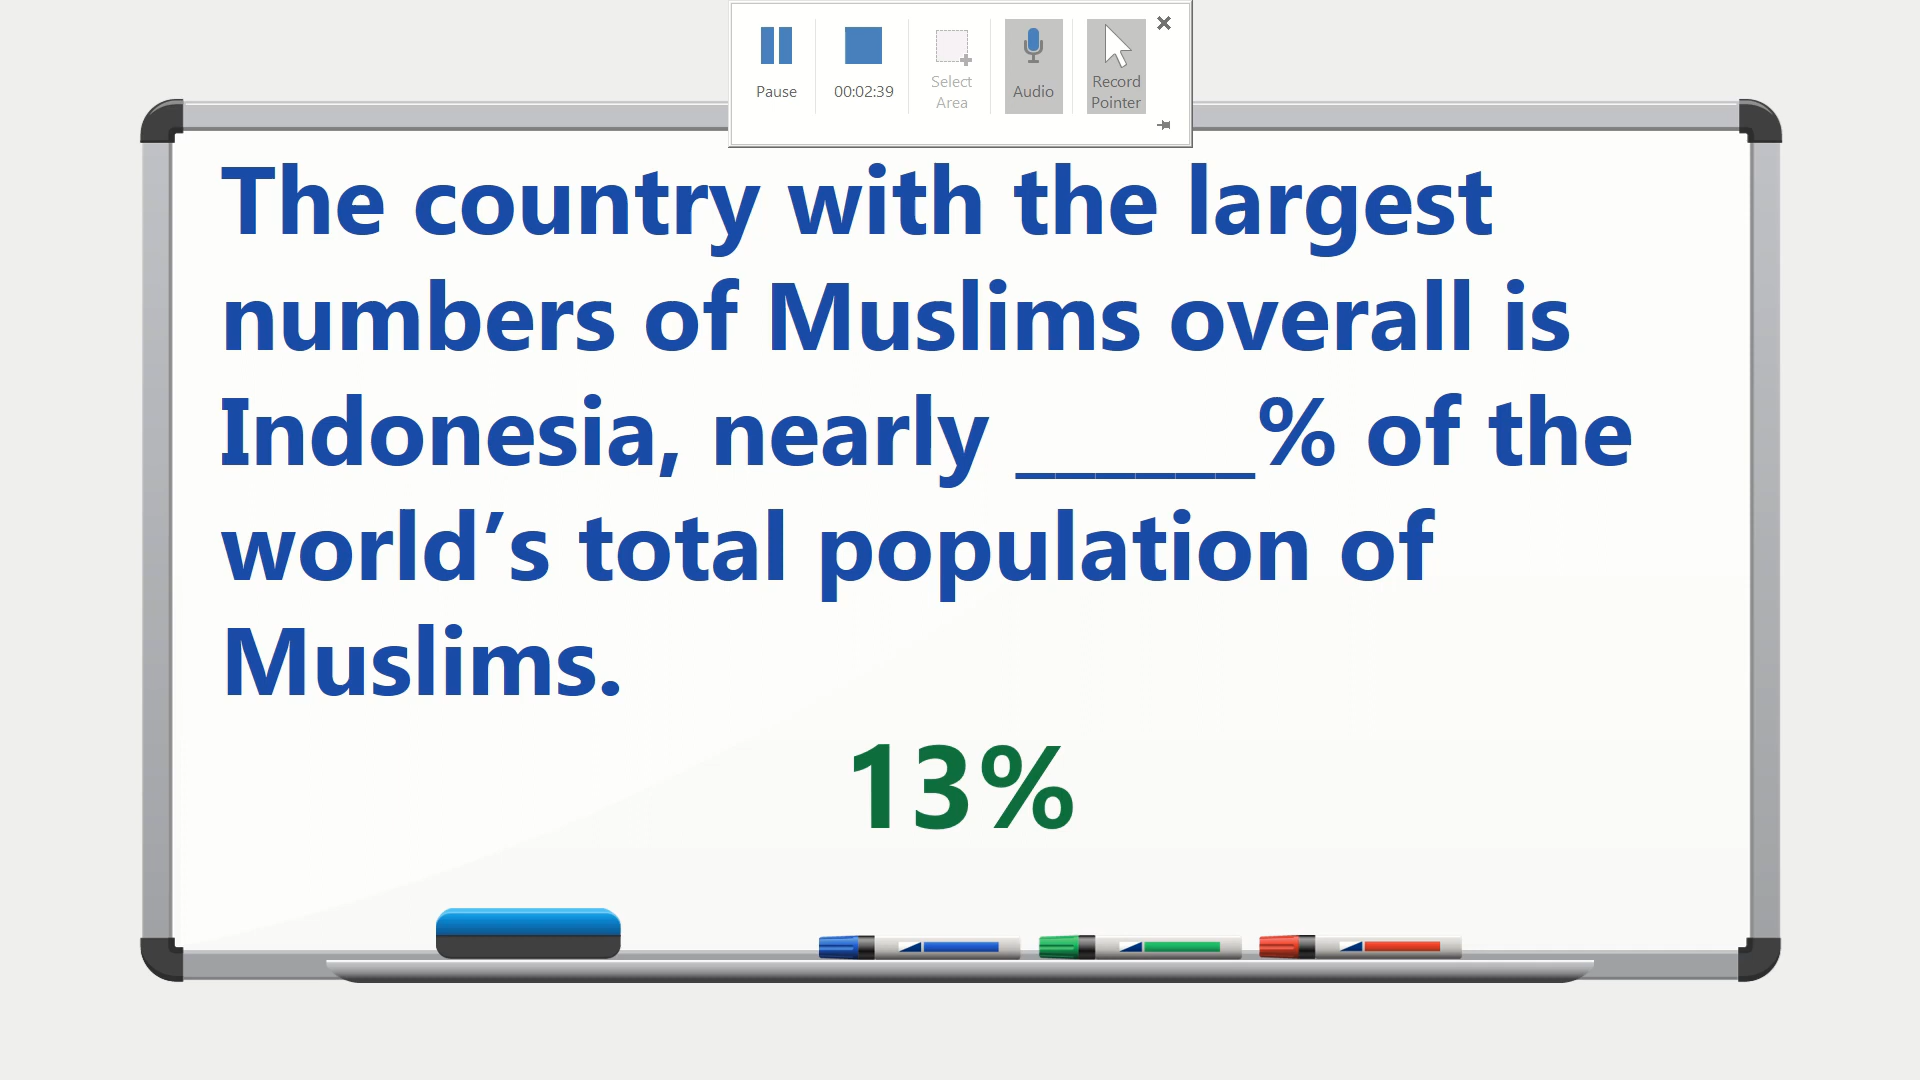 Pause
00:02:39
Select
Area
Audio
Record
Pointer
The country with the largest
numbers of Muslims overall is
Indonesia, nearly ______% of the
world’s total population of
Muslims.
13%